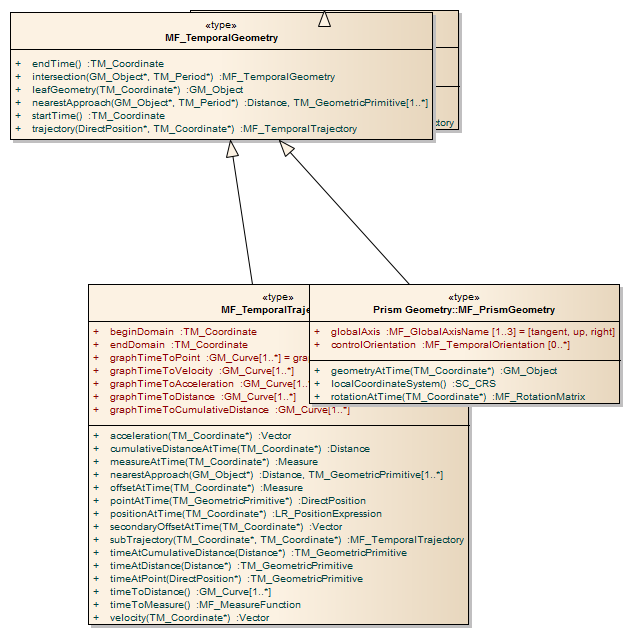 «type»
MF_TemporalGeometry
+ endTime() :TM_Coordinate
+ intersection(GM_Object*, TM_Period*) :MF_TemporalGeometry
+ leafGeometry(TM_Coordinate*) :GM_Object
+ nearestApproach(GM_Object*, TM_Period*) :Distance, TM_GeometricPrimitive[1..*]
+ startTime() :TM_Coordinate
+ trajectory(DirectPosition*, TM_Coordinate*) :MF_TemporalTrajectory
«type»
+ beginDomain :TM_Coordinate
+ endDomain :TM_Coordinate
+ graphTimeToPoint :GM_Curve[1..*] =
+ graphTimeToVelocity :GM_Curve[1..*]
+ graphTimeToAcceleration :GM_Curve[1..
+ graphTimeToDistance :GM_Curve[1..*]
+ graphTimeToCumulativeDistance :GM_Curve[1..*]
+ acceleration(TM_Coordinate*) :Vector
+ cumulativeDistanceAtTime(TM_Coordinate*) :Distance
+ measureAtTime(TM_Coordinate*) :Measure
+ nearestApproach(GM_Object*) :Distance, TM_GeometricPrimitive[1..*]
+ offsetAtTime(TM_Coordinate*) :Measure
+ pointAtTime(TM_GeometricPrimitive*) :DirectPosition
+ positionAtTime(TM_Coordinate*) :LR_PositionExpression
+ secondaryOffsetAtTime(TM_Coordinate*) :Vector
+ subTrajectory(TM_Coordinate*, TM_Coordinate*) :MF_TemporalTrajectory
+ timeAtCumulativeDistance(Distance*) :TM_GeometricPrimitive
+ timeAtDistance(Distance*) :TM_GeometricPrimitive
+ timeAtPoint(DirectPosition*) :TM_GeometricPrimitive
+ timeToDistance() :GM_Curve[1..*]
+ timeToMeasure() :MF_MeasureFunction
+ velocity(TM_Coordinate*) :Vector
«type»
Prism Geometry::MF_PrismGeometry
+ globalAxis :MF_GlobalAxisName [1..3] = [tangent, up, right]
+ controlOrientation :MF_TemporalOrientation [0..*]
+ geometryAtTime(TM_Coordinate*) :GM_Object
+ localCoordinateSystem() :SC_CRS
+ rotationAtTime(TM_Coordinate*) :MF_RotationMatrix